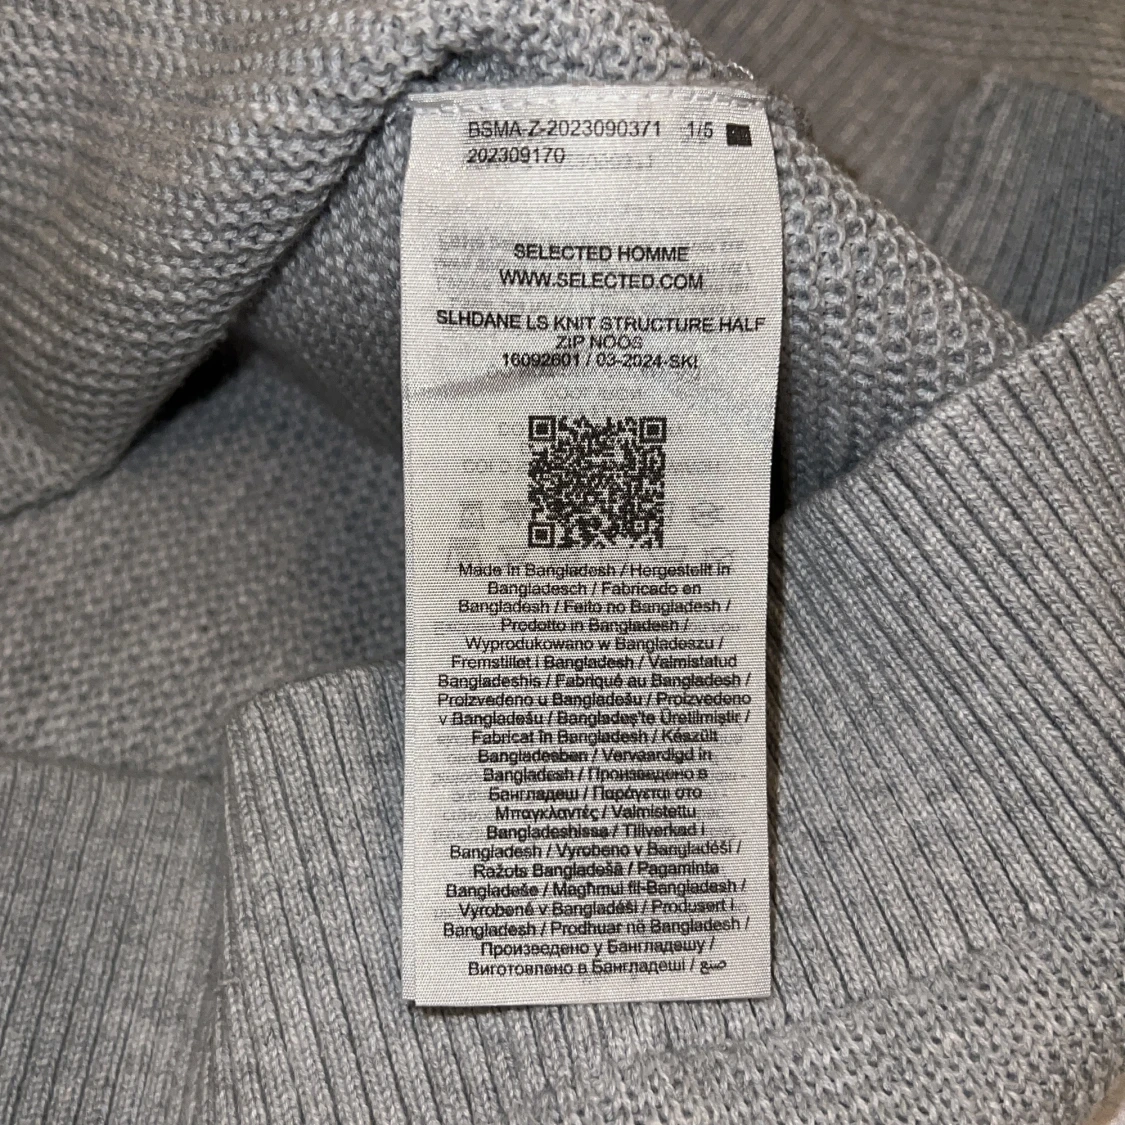 BSMA-Z-2023090371 1/5
202309170
SELECTED HOMME
WWW.SELECTED.COM
SLHDANE LS KNIT STRUCTURE HALF
ZIP NOOS
16092601 / 03-2024-SKI
Made in Bangladesh / Hergestellt in
Bangladesch / Fabricado en
Bangladesh / Feito no Bangladesh /
Prodotto in Bangladesh /
Wyprodukowano w Bangladeszu /
Fremstillet i Bangladesh / Valmistatud
Bangladeshis / Fabriqué au Bangladesh /
Proizvedeno u Bangladešu / Proizvedeno
v Bangladešu / Bangladeş'te Üretilmiştir /
Fabricat în Bangladesh / Készült
Bangladesben / Vervaardigd in
Bangladesh / Произведено в
Бангладеш / Παράγεται στο
Μπαγκλαντές / Valmistettu
Bangladeshissa / Tillverkad i
Bangladesh / Vyrobeno v Bangladéši /
Ražots Bangladešā / Pagaminta
Bangladeše / Magħmul fil-Bangladesh /
Vyrobené v Bangladéši / Produsert i
Bangladesh / Prodhuar në Bangladesh /
Произведено у Бангладешу /
Виготовлено в Бангладеші / صنع